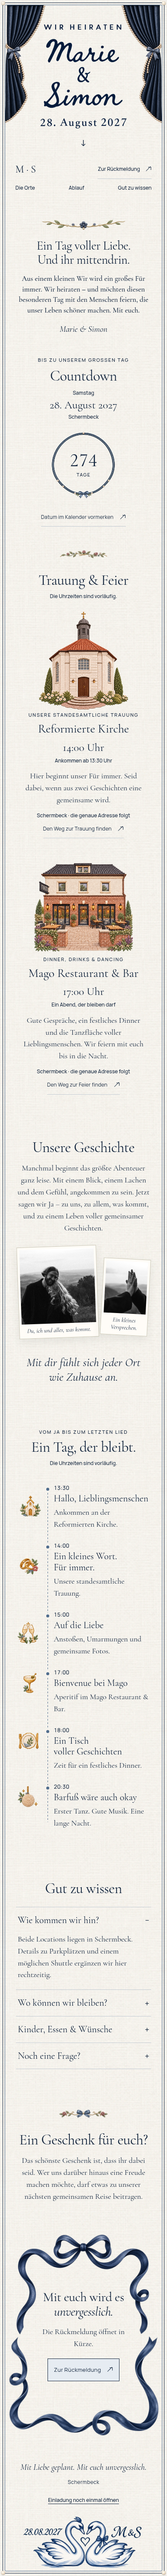 WIR HEIRATEN
Marie
&
Simon
28. August 2027
↓
M · S
Zur Rückmeldung ↗
Die Orte
Ablauf
Gut zu wissen
Ein Tag voller Liebe.
Und ihr mittendrin.
Aus einem kleinen Wir wird ein großes Für
immer. Wir heiraten – und möchten diesen
besonderen Tag mit den Menschen feiern, die
unser Leben schöner machen. Mit euch.
Marie & Simon
BIS ZU UNSEREM GROSSEN TAG
Countdown
Samstag
28. August 2027
Schermbeck
274
TAGE
Datum im Kalender vormerken ↗
Trauung & Feier
Die Uhrzeiten sind vorläufig.
UNSERE STANDESAMTLICHE TRAUUNG
Reformierte Kirche
14:00 Uhr
Ankommen ab 13:30 Uhr
Hier beginnt unser Für immer. Seid
dabei, wenn aus zwei Geschichten eine
gemeinsame wird.
Schermbeck · die genaue Adresse folgt
Den Weg zur Trauung finden ↗
DINNER, DRINKS & DANCING
Mago Restaurant & Bar
17:00 Uhr
Ein Abend, der bleiben darf
Gute Gespräche, ein festliches Dinner
und die Tanzfläche voller
Lieblingsmenschen. Wir feiern mit euch
bis in die Nacht.
Schermbeck · die genaue Adresse folgt
Den Weg zur Feier finden ↗
Unsere Geschichte
Manchmal beginnt das größte Abenteuer
ganz leise. Mit einem Blick, einem Lachen
und dem Gefühl, angekommen zu sein. Jetzt
sagen wir Ja – zu uns, zu allem, was kommt,
und zu einem Leben voller gemeinsamer
Geschichten.
Du, ich und alles, was kommt.
Ein kleines
Versprechen.
Mit dir fühlt sich jeder Ort
wie Zuhause an.
VOM JA BIS ZUM LETZTEN LIED
Ein Tag, der bleibt.
Die Uhrzeiten sind vorläufig.
13:30
Hallo, Lieblingsmenschen
Ankommen an der
Reformierten Kirche.
14:00
Ein kleines Wort.
Für immer.
Unsere standesamtliche
Trauung.
15:00
Auf die Liebe
Anstoßen, Umarmungen und
gemeinsame Fotos.
17:00
Bienvenue bei Mago
Aperitif im Mago Restaurant &
Bar.
18:00
Ein Tisch
voller Geschichten
Zeit für ein festliches Dinner.
20:30
Barfuß wäre auch okay
Erster Tanz. Gute Musik. Eine
lange Nacht.
Gut zu wissen
Wie kommen wir hin? –
Beide Locations liegen in Schermbeck.
Details zu Parkplätzen und einem
möglichen Shuttle ergänzen wir hier
rechtzeitig.
Wo können wir bleiben? +
Kinder, Essen & Wünsche +
Noch eine Frage? +
Ein Geschenk für euch?
Das schönste Geschenk ist, dass ihr dabei
seid. Wer uns darüber hinaus eine Freude
machen möchte, darf etwas zu unserer
nächsten gemeinsamen Reise beitragen.
Mit euch wird es
unvergesslich.
Die Rückmeldung öffnet in
Kürze.
Zur Rückmeldung ↗
Mit Liebe geplant. Mit euch unvergesslich.
Schermbeck
Einladung noch einmal öffnen
28.08.2027
M&S